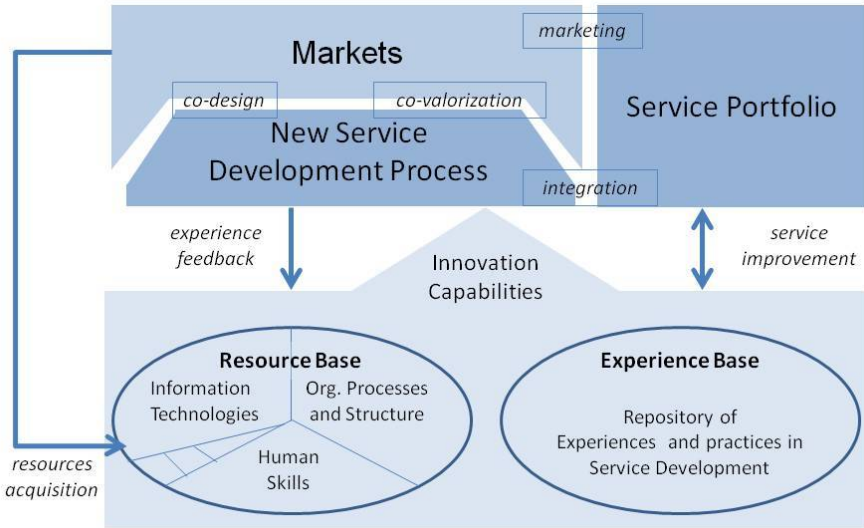 marketing
Markets
co-design
co-valorization
Service Portfolio
New Service
Development Process
integration
experience
feedback
service
improvement
Innovation
Capabilities
Resource Base
Information
Technologies
Org. Processes
and Structure
Human
Skills
Experience Base
Repository of
Experiences and practices in
Service Development
resources
acquisition